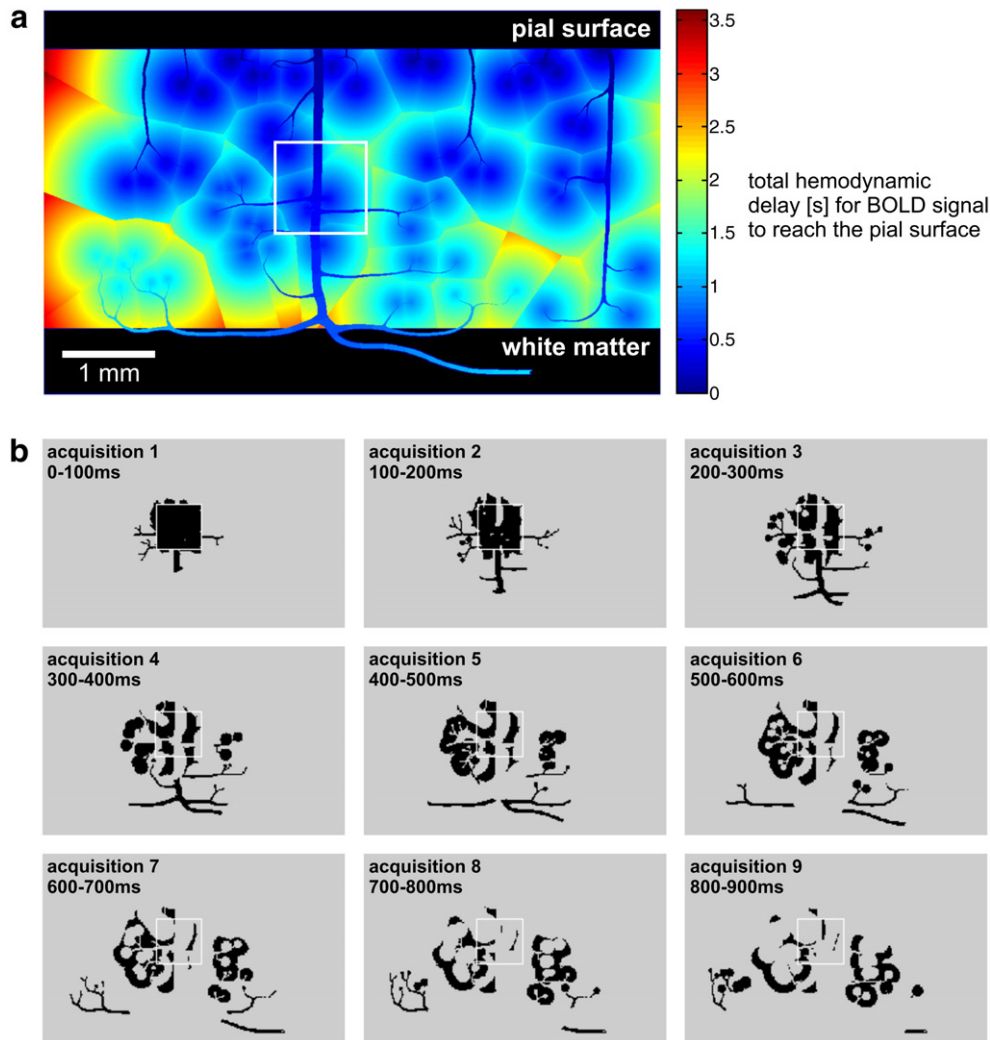 a
pial surface
white matter
1 mm
3.5
3
2.5
2
1.5
1
0.5
0
total hemodynamic
delay [s] for BOLD signal
to reach the pial surface
b
acquisition 1
0-100ms
acquisition 2
100-200ms
acquisition 3
200-300ms
acquisition 4
300-400ms
acquisition 5
400-500ms
acquisition 6
500-600ms
acquisition 7
600-700ms
acquisition 8
700-800ms
acquisition 9
800-900ms